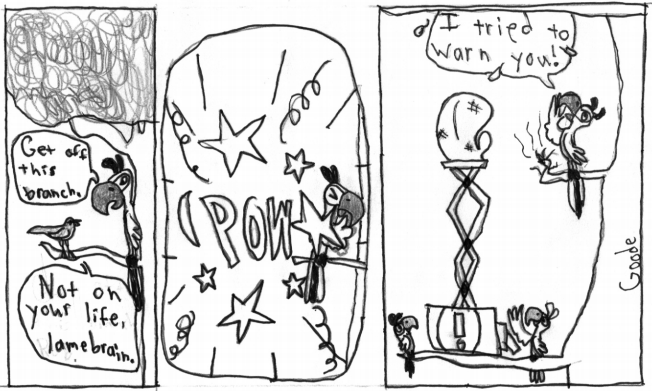 Get off
this
branch.
Not on
your life,
lamebrain.
POW
I tried to
warn you!
Goode